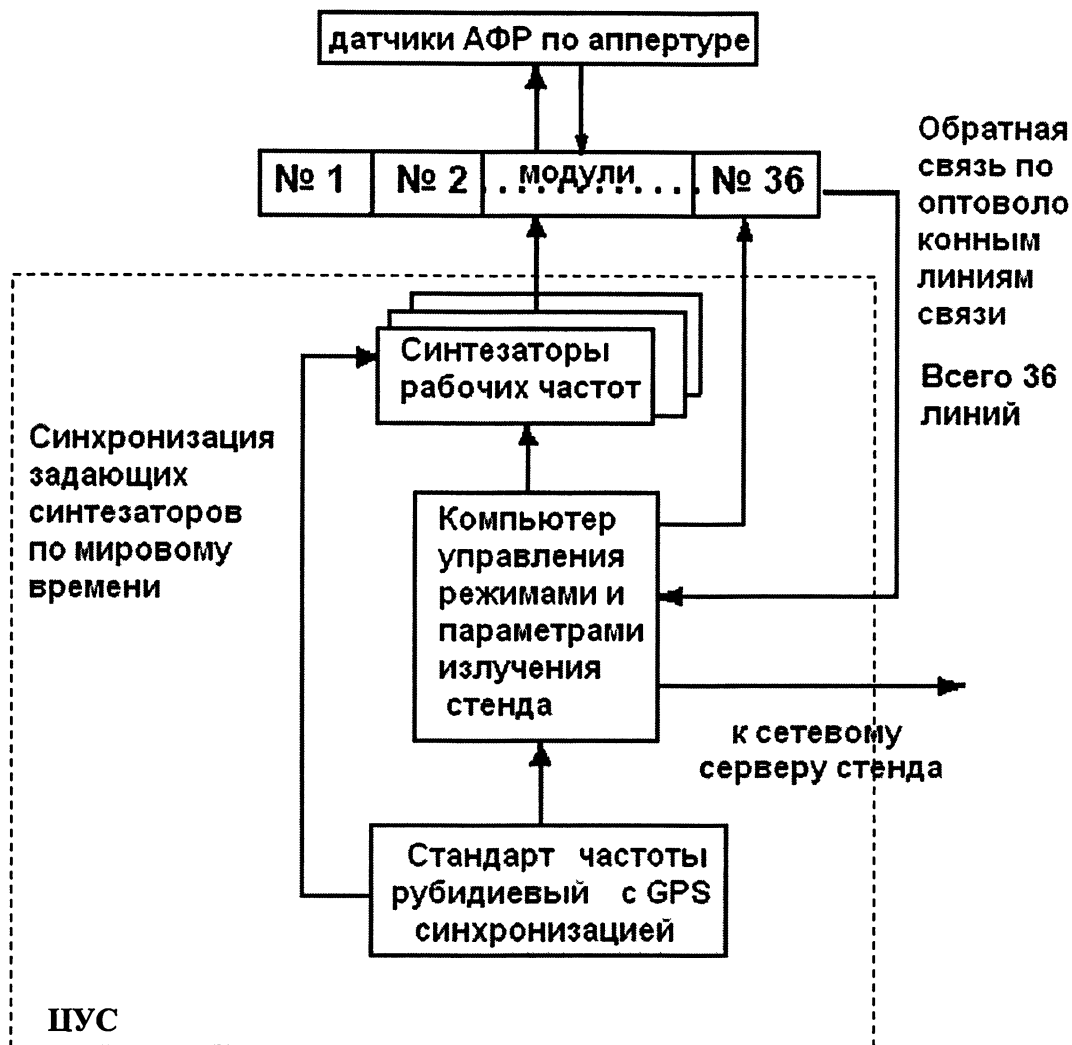 датчики АФР по аппертуре
№ 1 № 2 модули № 36
Обратная
связь по
оптоволо
конным
линиям
связи
Всего 36
линий
Синтезаторы
рабочих частот
Синхронизация
задающих
синтезаторов
по мировому
времени
Компьютер
управления
режимами и
параметрами
излучения
стенда
к сетевому
серверу стенда
Стандарт частоты
рубидиевый с GPS
синхронизацией
ЦУС